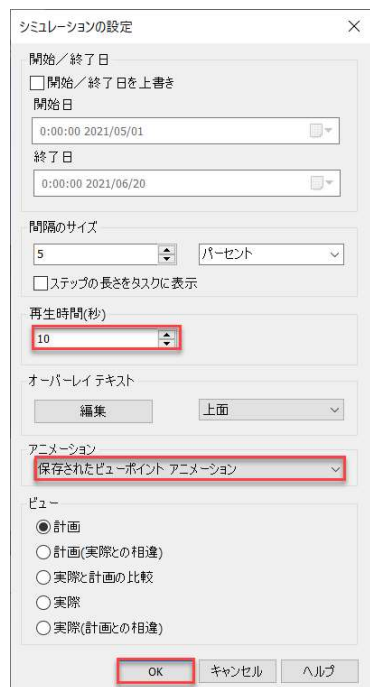 シミュレーションの設定
開始／終了日
開始／終了日を上書き
開始日
0:00:00 2021/05/01
終了日
0:00:00 2021/06/20
間隔のサイズ
5 パーセント
ステップの長さをタスクに表示
再生時間(秒)
10
オーバーレイ テキスト
編集 上面
アニメーション
保存されたビューポイント アニメーション
ビュー
計画
計画(実際との相違)
実際と計画の比較
実際
実際(計画との相違)
OK キャンセル ヘルプ